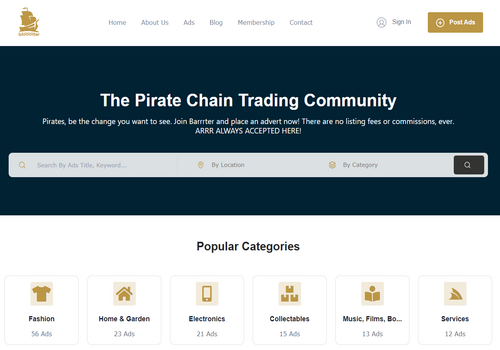 Home About Us Ads Blog Membership Contact Sign In Post Ads
The Pirate Chain Trading Community
Pirates, be the change you want to see. Join Barrrter and place an advert now! There are no listing fees or commissions, ever.
ARRR ALWAYS ACCEPTED HERE!
Search By Ads Title, Keyword... By Location By Category
Popular Categories
Fashion Home & Garden Electronics Collectables Music, Films, Bo... Services
56 Ads 23 Ads 21 Ads 15 Ads 13 Ads 12 Ads